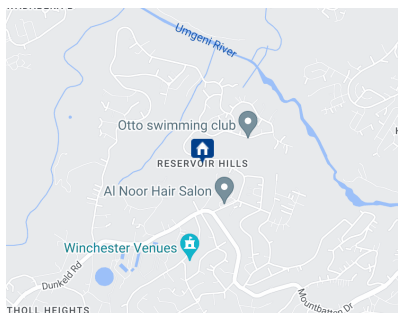 Umgeni River
Otto swimming club
RESERVOIR HILLS
Al Noor Hair Salon
Winchester Venues
Dunkeld Rd
Mountbatten Dr
THOLL HEIGHTS